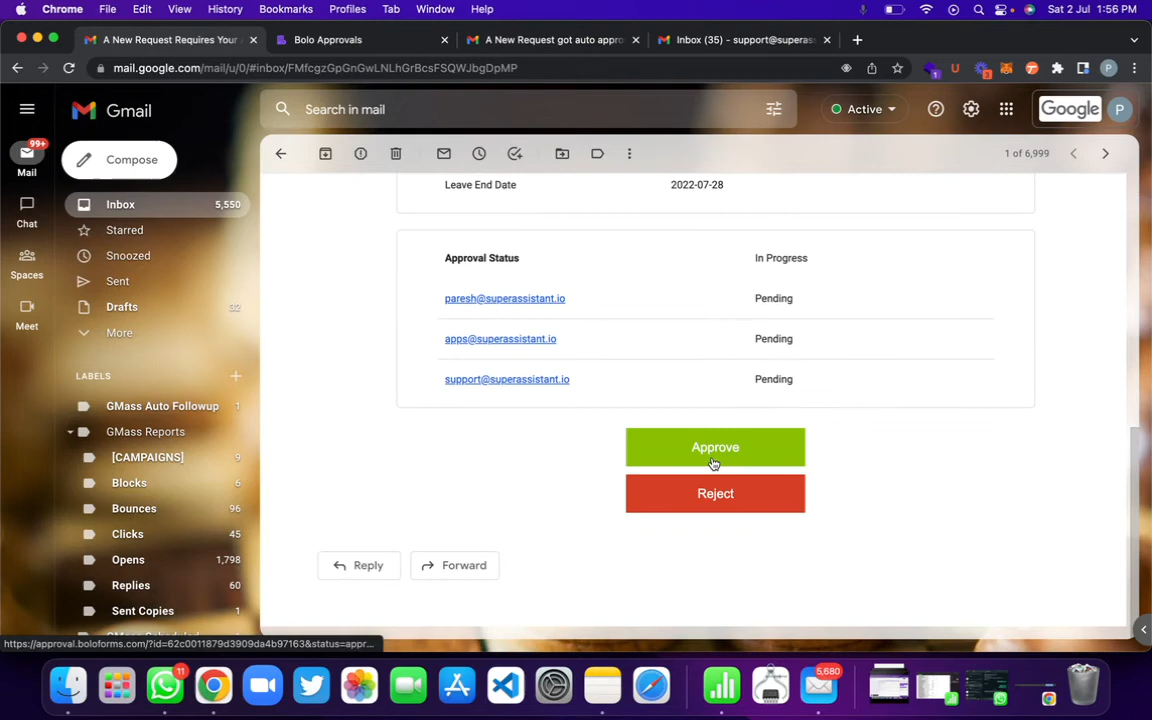 Chrome File Edit View History Bookmarks Profiles Tab Window Help Sat 2 Jul 1:56 PM
A New Request Requires Your Bolo Approvals A New Request got auto appro Inbox (35) - support@superass
mail.google.com/mail/u/0/#inbox/FMfcgzGpGnGwLNLhGrBcsFSQWJbgDpMP
Gmail Search in mail Active Google P
99+
Compose
1 of 6,999
Mail
Leave End Date 2022-07-28
Inbox 5,550
Chat
Starred
Snoozed
Approval Status In Progress
Spaces
Sent
paresh@superassistant.io Pending
Drafts 32
Meet
More
apps@superassistant.io Pending
LABELS
support@superassistant.io Pending
GMass Auto Followup 1
GMass Reports
Approve
[CAMPAIGNS] 9
Blocks 6
Reject
Bounces 96
Clicks 45
Opens 1,798
Reply Forward
Replies 60
Sent Copies 1
https://approval.boloforms.com/?id=62c0011879d3909da4b97163&status=appr...
11
5,680